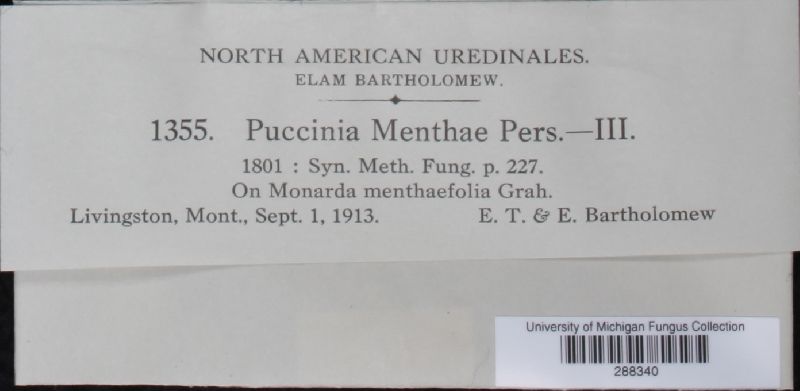 NORTH AMERICAN UREDINALES.
ELAM BARTHOLOMEW.
1355. Puccinia Menthae Pers.—III.
1801 : Syn. Meth. Fung. p. 227.
On Monarda menthaefolia Grah.
Livingston, Mont., Sept. 1, 1913. E. T. & E. Bartholomew
University of Michigan Fungus Collection
288340